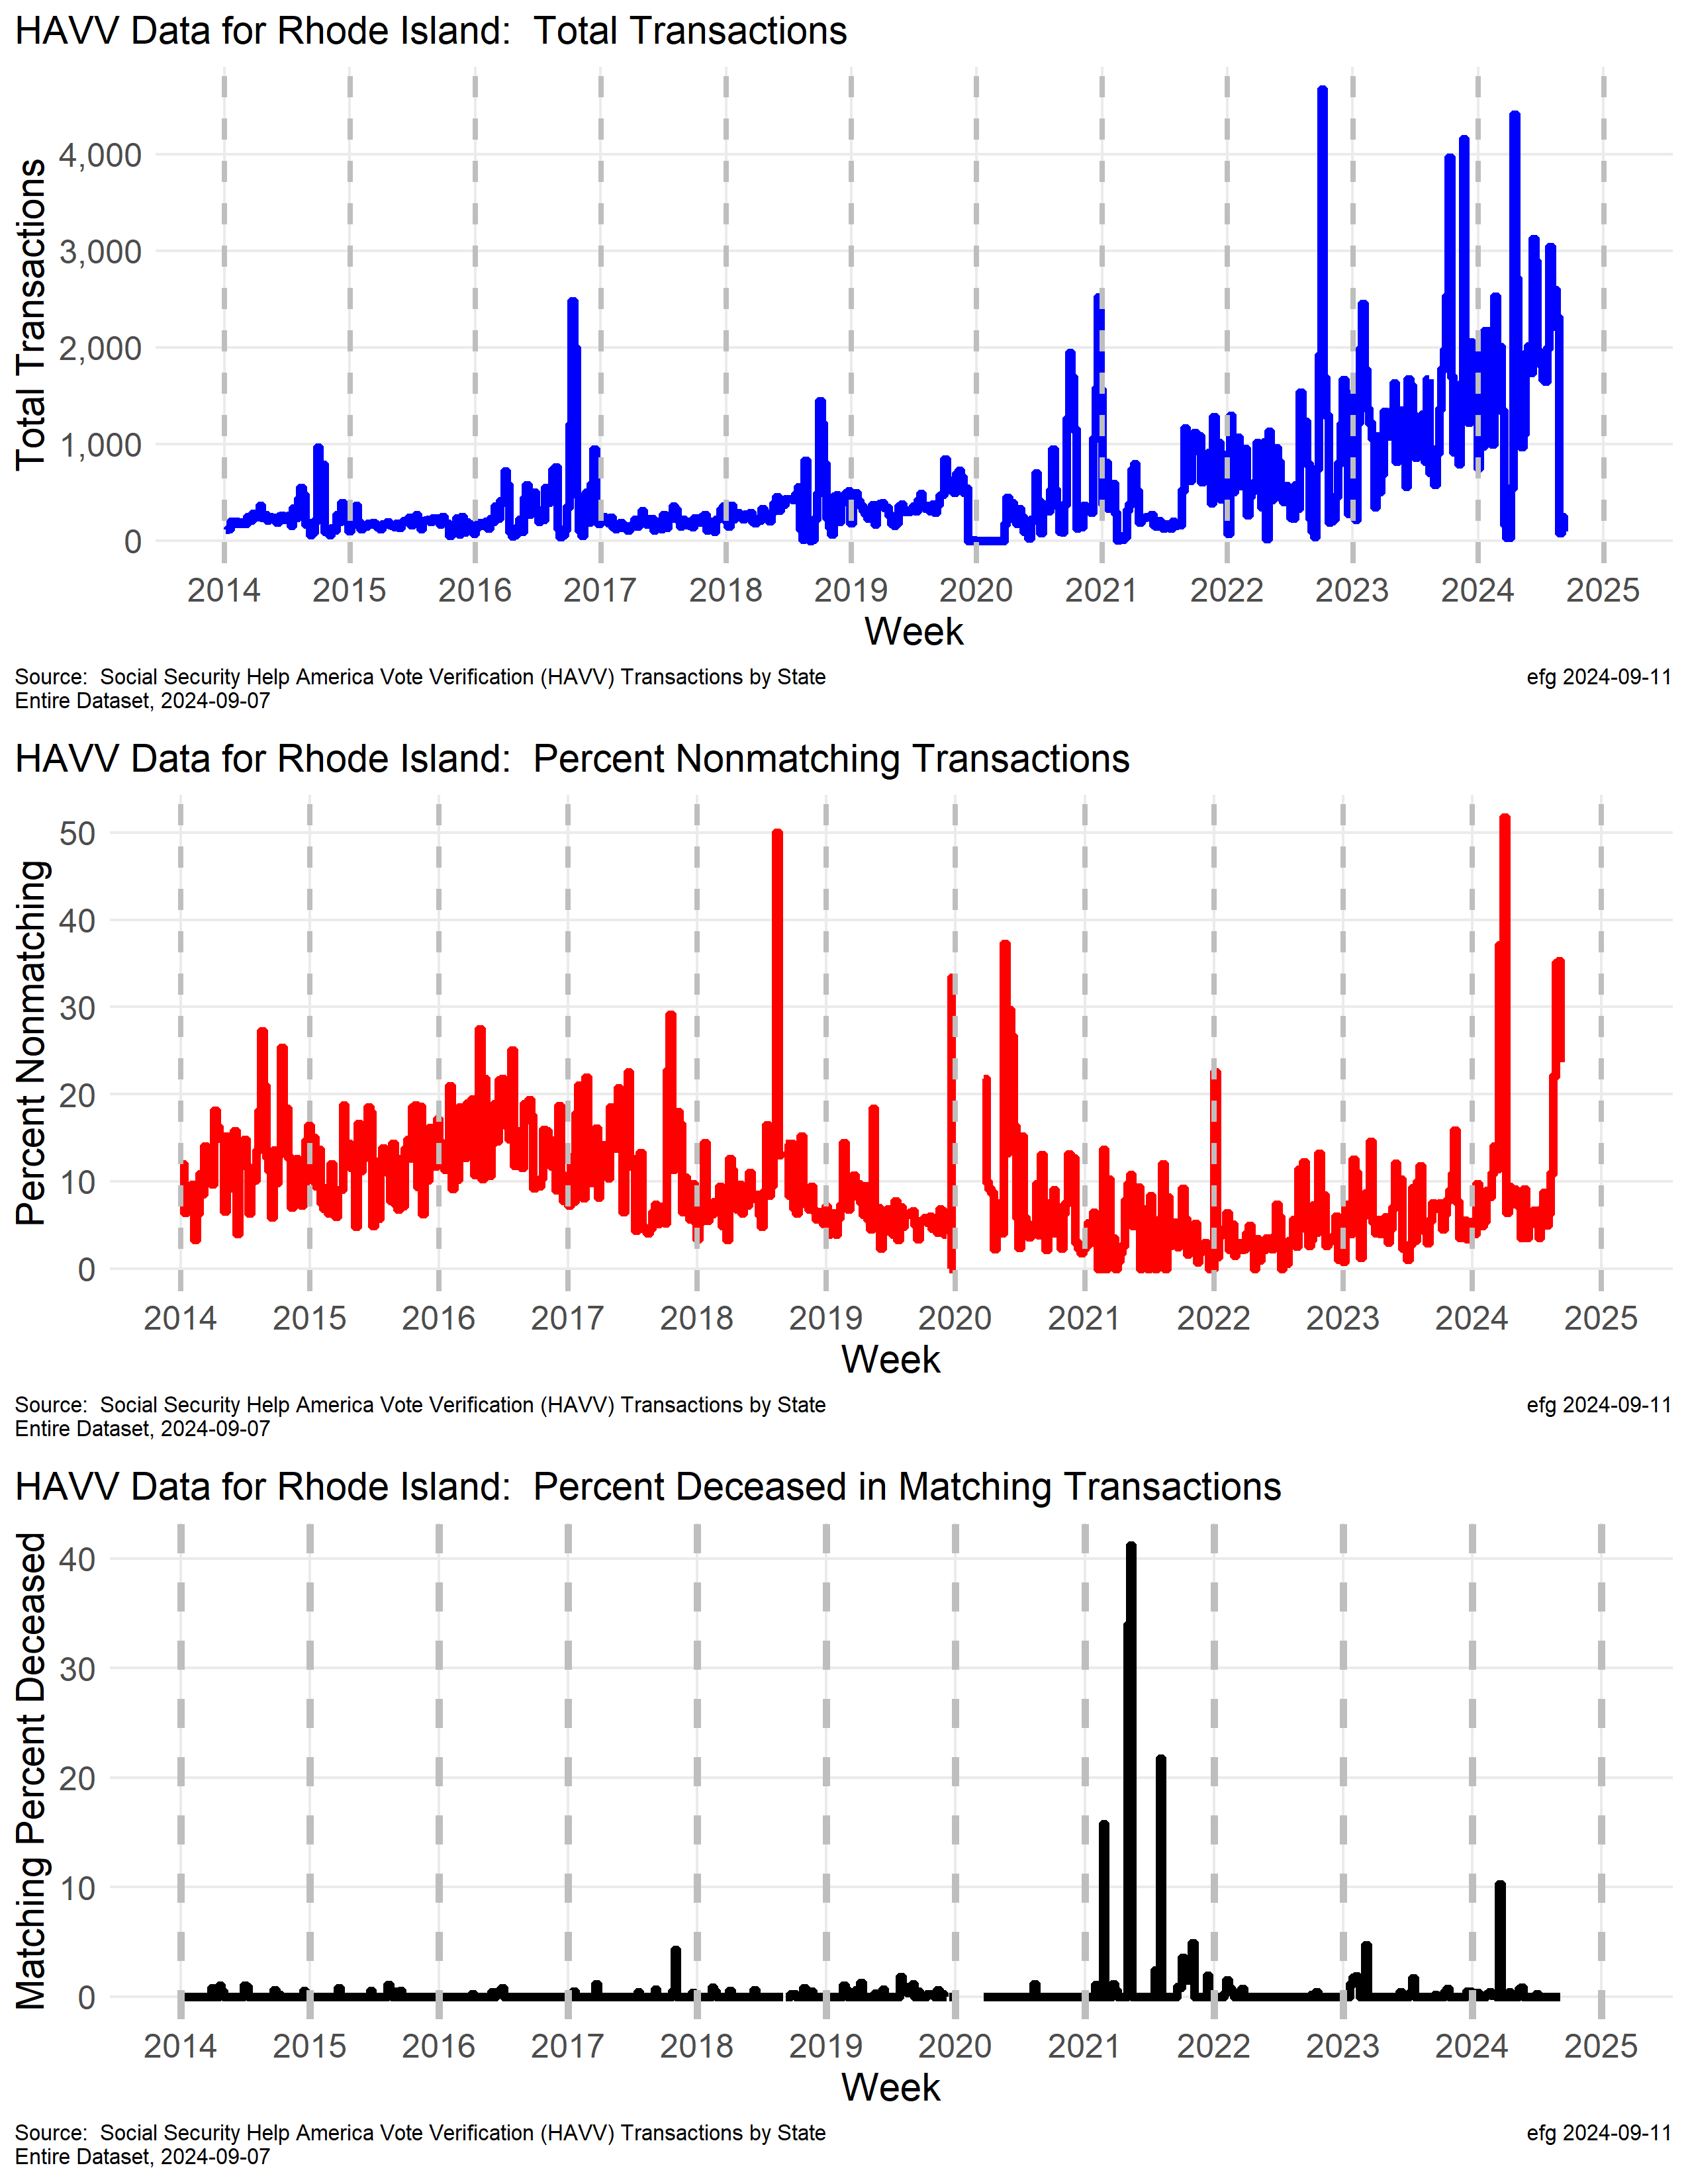 HAVV Data for Rhode Island:  Total Transactions
Total Transactions
4,000
3,000
2,000
1,000
0
2014 2015 2016 2017 2018 2019 2020 2021 2022 2023 2024 2025
Week
Source:  Social Security Help America Vote Verification (HAVV) Transactions by State
Entire Dataset, 2024-09-07
efg 2024-09-11
HAVV Data for Rhode Island:  Percent Nonmatching Transactions
Percent Nonmatching
50
40
30
20
10
0
2014 2015 2016 2017 2018 2019 2020 2021 2022 2023 2024 2025
Week
Source:  Social Security Help America Vote Verification (HAVV) Transactions by State
Entire Dataset, 2024-09-07
efg 2024-09-11
HAVV Data for Rhode Island:  Percent Deceased in Matching Transactions
Matching Percent Deceased
40
30
20
10
0
2014 2015 2016 2017 2018 2019 2020 2021 2022 2023 2024 2025
Week
Source:  Social Security Help America Vote Verification (HAVV) Transactions by State
Entire Dataset, 2024-09-07
efg 2024-09-11